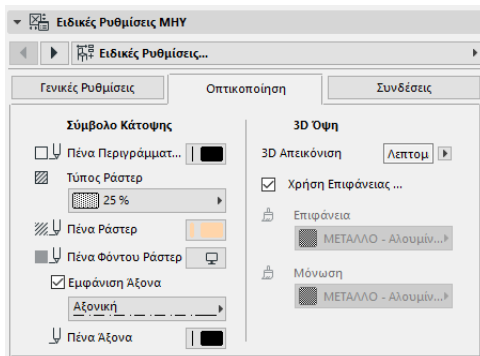 Ειδικές Ρυθμίσεις ΜΗΥ
Ειδικές Ρυθμίσεις...
Γενικές Ρυθμίσεις
Οπτικοποίηση
Συνδέσεις
Σύμβολο Κάτοψης
Πένα Περιγράμματ...
Τύπος Ράστερ
25 %
Πένα Ράστερ
Πένα Φόντου Ράστερ
Εμφάνιση Άξονα
Αξονική
Πένα Άξονα
3D Όψη
3D Απεικόνιση Λεπτομ
Χρήση Επιφάνειας ...
Επιφάνεια
ΜΕΤΑΛΛΟ - Αλουμίν...
Μόνωση
ΜΕΤΑΛΛΟ - Αλουμίν...